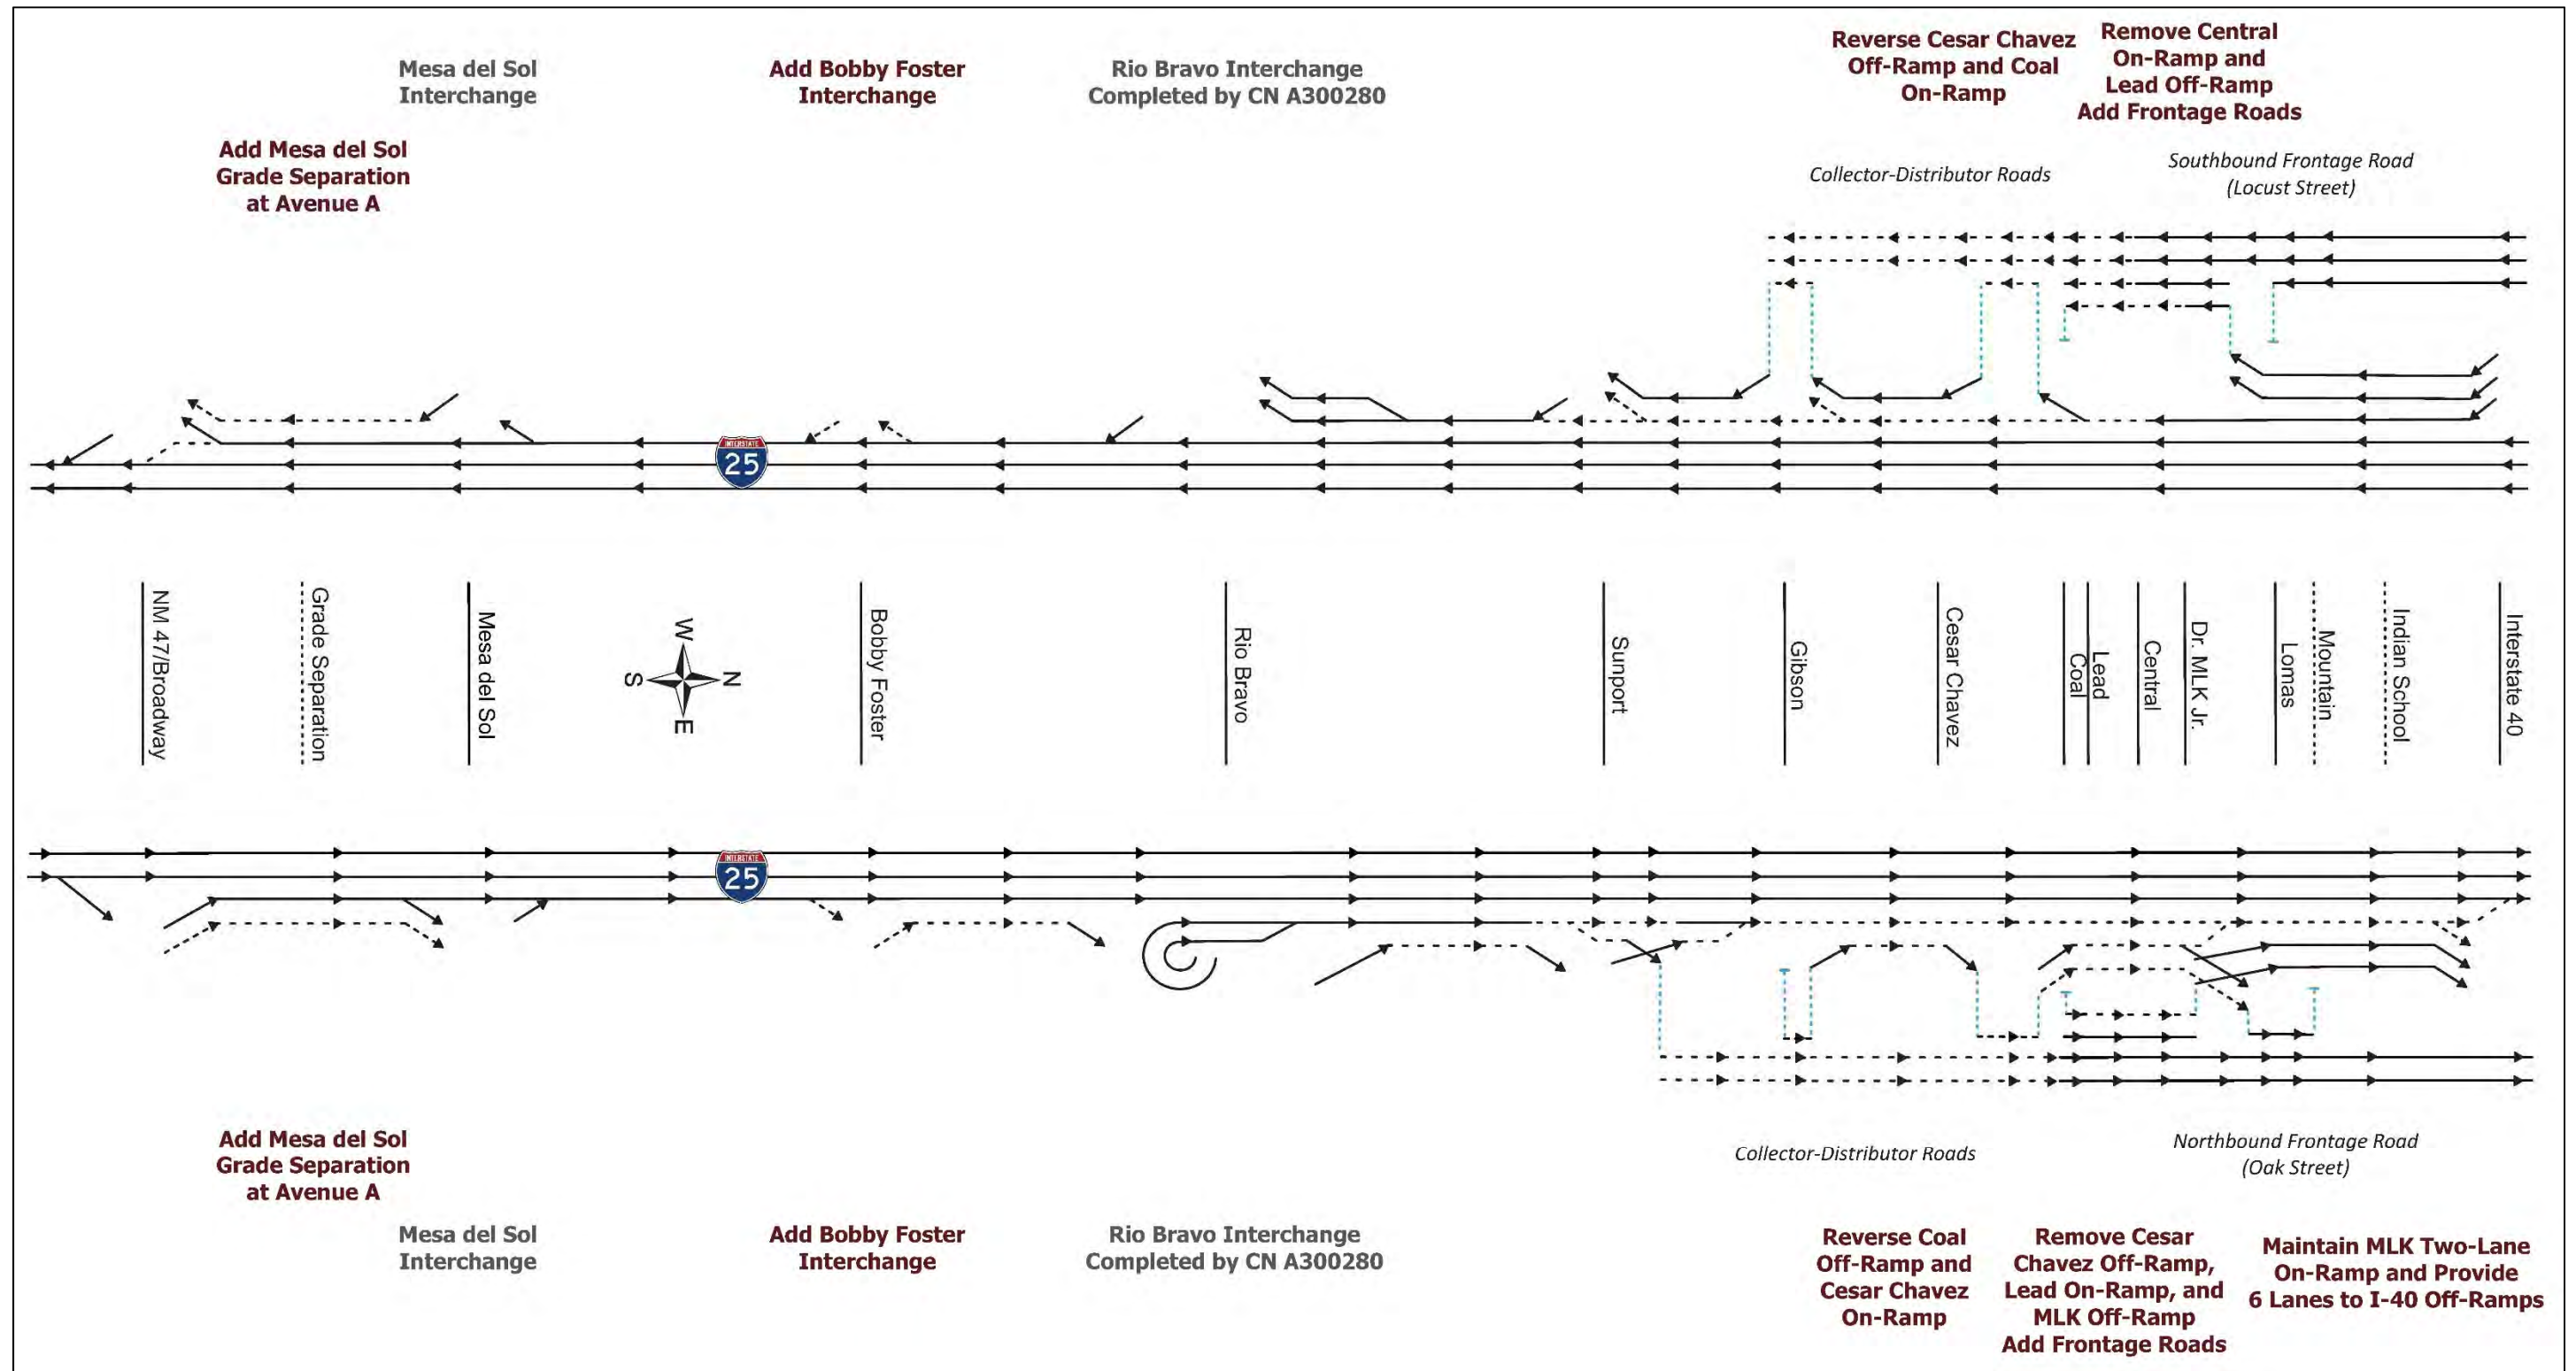 Mesa del Sol
Interchange
Add Bobby Foster
Interchange
Rio Bravo Interchange
Completed by CN A300280
Reverse Cesar Chavez
Off-Ramp and Coal
On-Ramp
Remove Central
On-Ramp and
Lead Off-Ramp
Add Frontage Roads
Add Mesa del Sol
Grade Separation
at Avenue A
Collector-Distributor Roads
Southbound Frontage Road
(Locust Street)
INTERSTATE
25
NM 47/Broadway
Grade Separation
Mesa del Sol
W
N
S
E
Bobby Foster
Rio Bravo
Sunport
Gibson
Cesar Chavez
Coal
Lead
Central
Dr. MLK Jr.
Lomas
Mountain
Indian School
Interstate 40
INTERSTATE
25
Add Mesa del Sol
Grade Separation
at Avenue A
Collector-Distributor Roads
Northbound Frontage Road
(Oak Street)
Mesa del Sol
Interchange
Add Bobby Foster
Interchange
Rio Bravo Interchange
Completed by CN A300280
Reverse Coal
Off-Ramp and
Cesar Chavez
On-Ramp
Remove Cesar
Chavez Off-Ramp,
Lead On-Ramp, and
MLK Off-Ramp
Add Frontage Roads
Maintain MLK Two-Lane
On-Ramp and Provide
6 Lanes to I-40 Off-Ramps